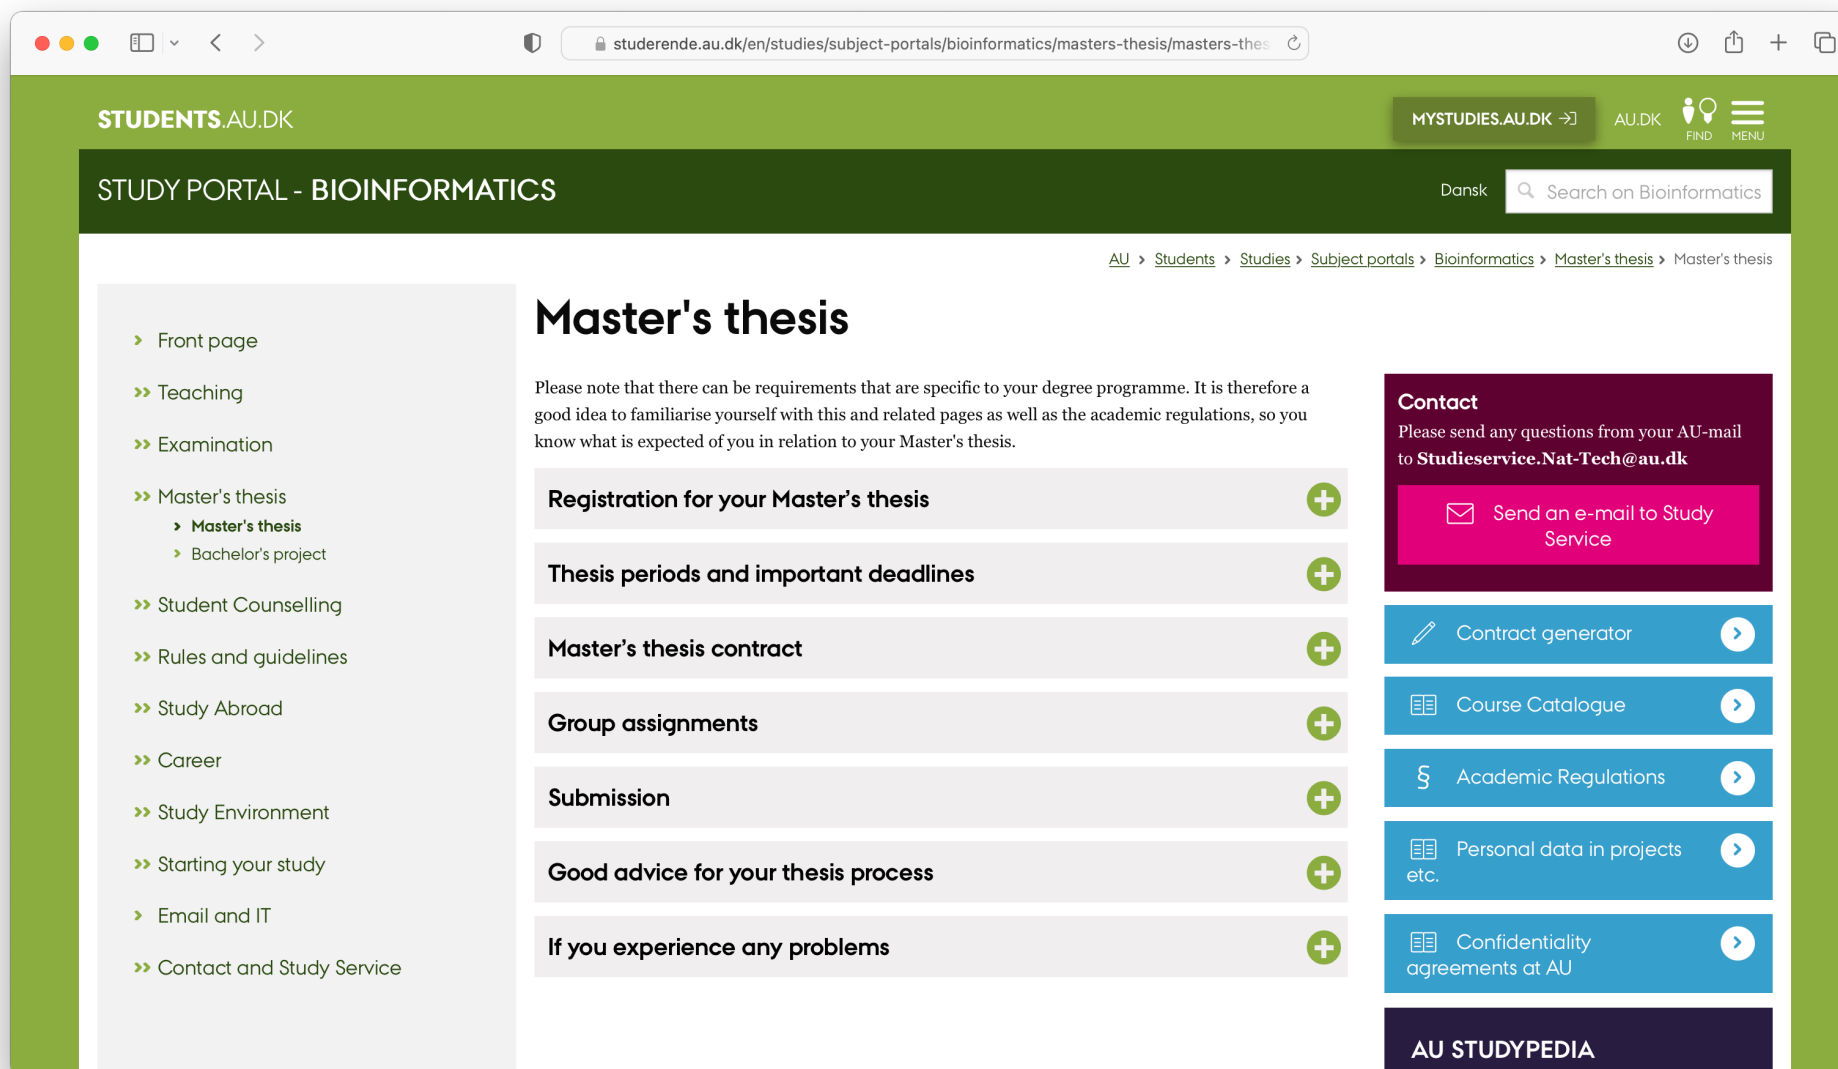 studerende.au.dk/en/studies/subject-portals/bioinformatics/masters-thesis/masters-thes
STUDENTS.AU.DK
MYSTUDIES.AU.DK
AU.DK
FIND
MENU
STUDY PORTAL - BIOINFORMATICS
Dansk
Search on Bioinformatics
AU > Students > Studies > Subject portals > Bioinformatics > Master's thesis > Master's thesis
Front page
Teaching
Examination
Master's thesis
Master's thesis
Bachelor's project
Student Counselling
Rules and guidelines
Study Abroad
Career
Study Environment
Starting your study
Email and IT
Contact and Study Service
Master's thesis
Please note that there can be requirements that are specific to your degree programme. It is therefore a
good idea to familiarise yourself with this and related pages as well as the academic regulations, so you
know what is expected of you in relation to your Master's thesis.
Registration for your Master’s thesis
Thesis periods and important deadlines
Master’s thesis contract
Group assignments
Submission
Good advice for your thesis process
If you experience any problems
Contact
Please send any questions from your AU-mail
to Studieservice.Nat-Tech@au.dk
Send an e-mail to Study
Service
Contract generator
Course Catalogue
§ Academic Regulations
Personal data in projects
etc.
Confidentiality
agreements at AU
AU STUDYPEDIA